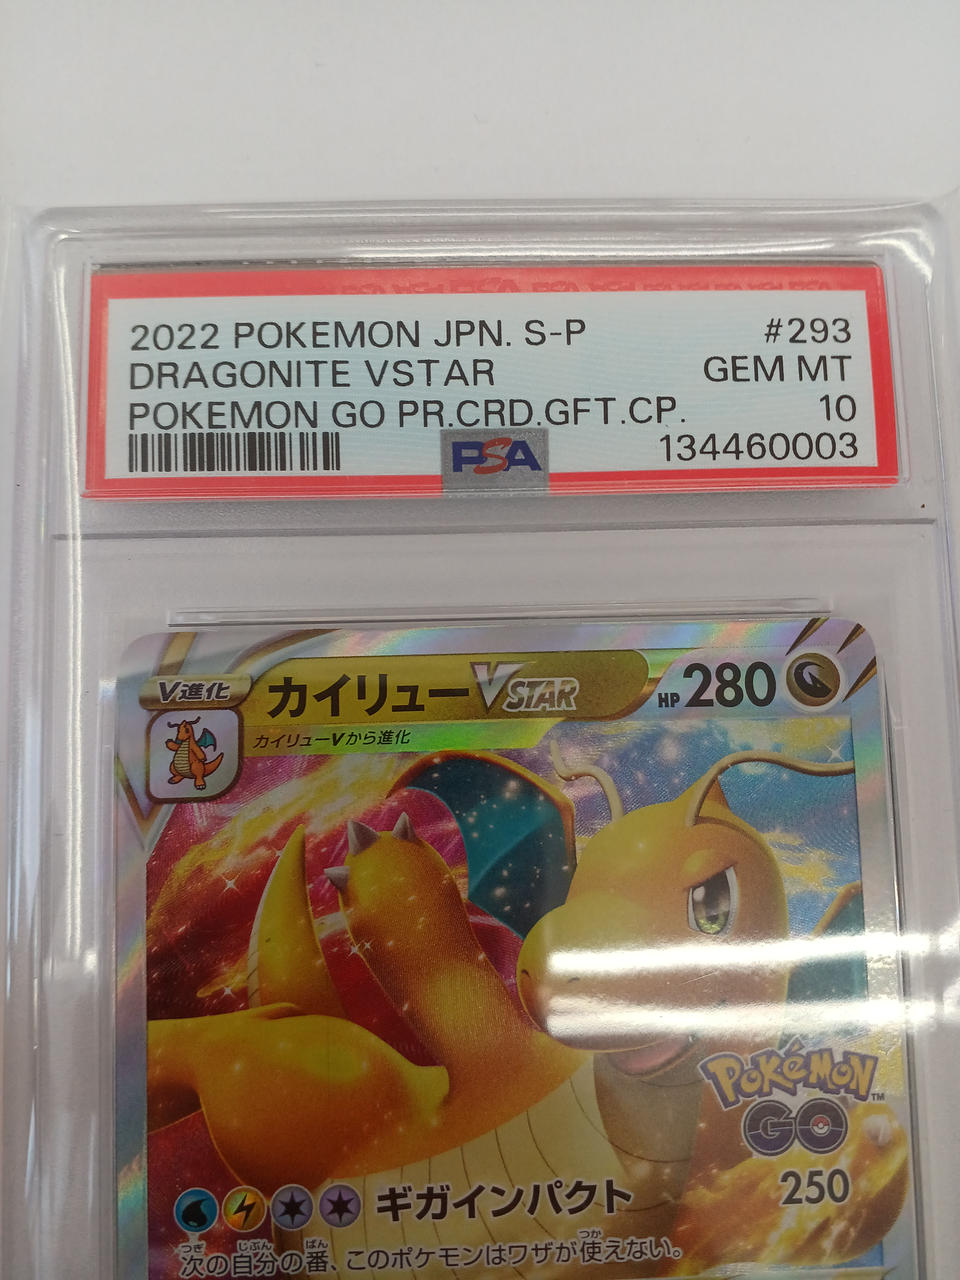 2022 POKEMON JPN. S-P #293
DRAGONITE VSTAR GEM MT
POKEMON GO PR.CRD.GFT.CP. 10
PSA 134460003
V進化 カイリューVSTAR HP 280
カイリューVから進化
Pokémon GO
ギガインパクト 250
次の自分の番、このポケモンはワザが使えない。